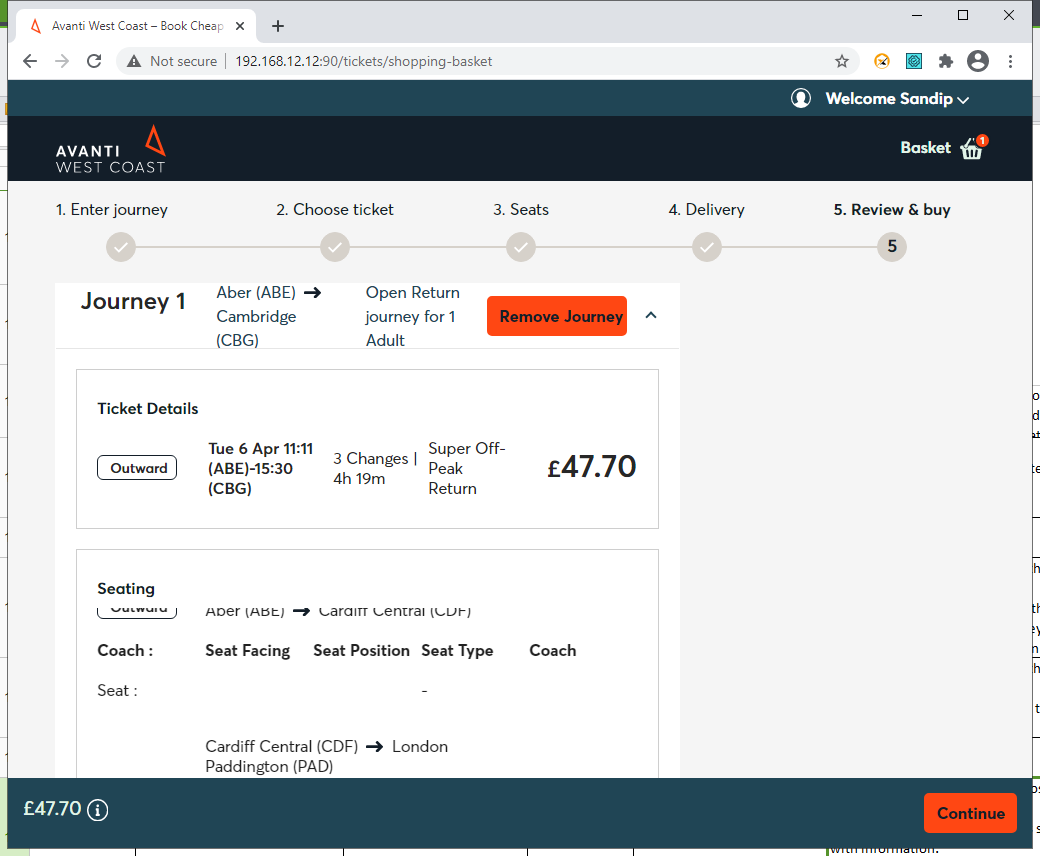 Avanti West Coast – Book Cheap
Not secure 192.168.12.12:90/tickets/shopping-basket
Welcome Sandip
AVANTI
WEST COAST
Basket 1
1. Enter journey 2. Choose ticket 3. Seats 4. Delivery 5. Review & buy
5
Journey 1
Aber (ABE) ➞
Cambridge
(CBG)
Open Return
journey for 1
Adult
Remove Journey
Ticket Details
Outward
Tue 6 Apr 11:11
(ABE)-15:30
(CBG)
3 Changes |
4h 19m
Super Off-
Peak
Return
£47.70
Seating
Outward Aber (ABE) ➞ Cardiff Central (CDF)
Coach : Seat Facing Seat Position Seat Type Coach
Seat : -
Cardiff Central (CDF) ➞ London
Paddington (PAD)
£47.70
Continue
with information.